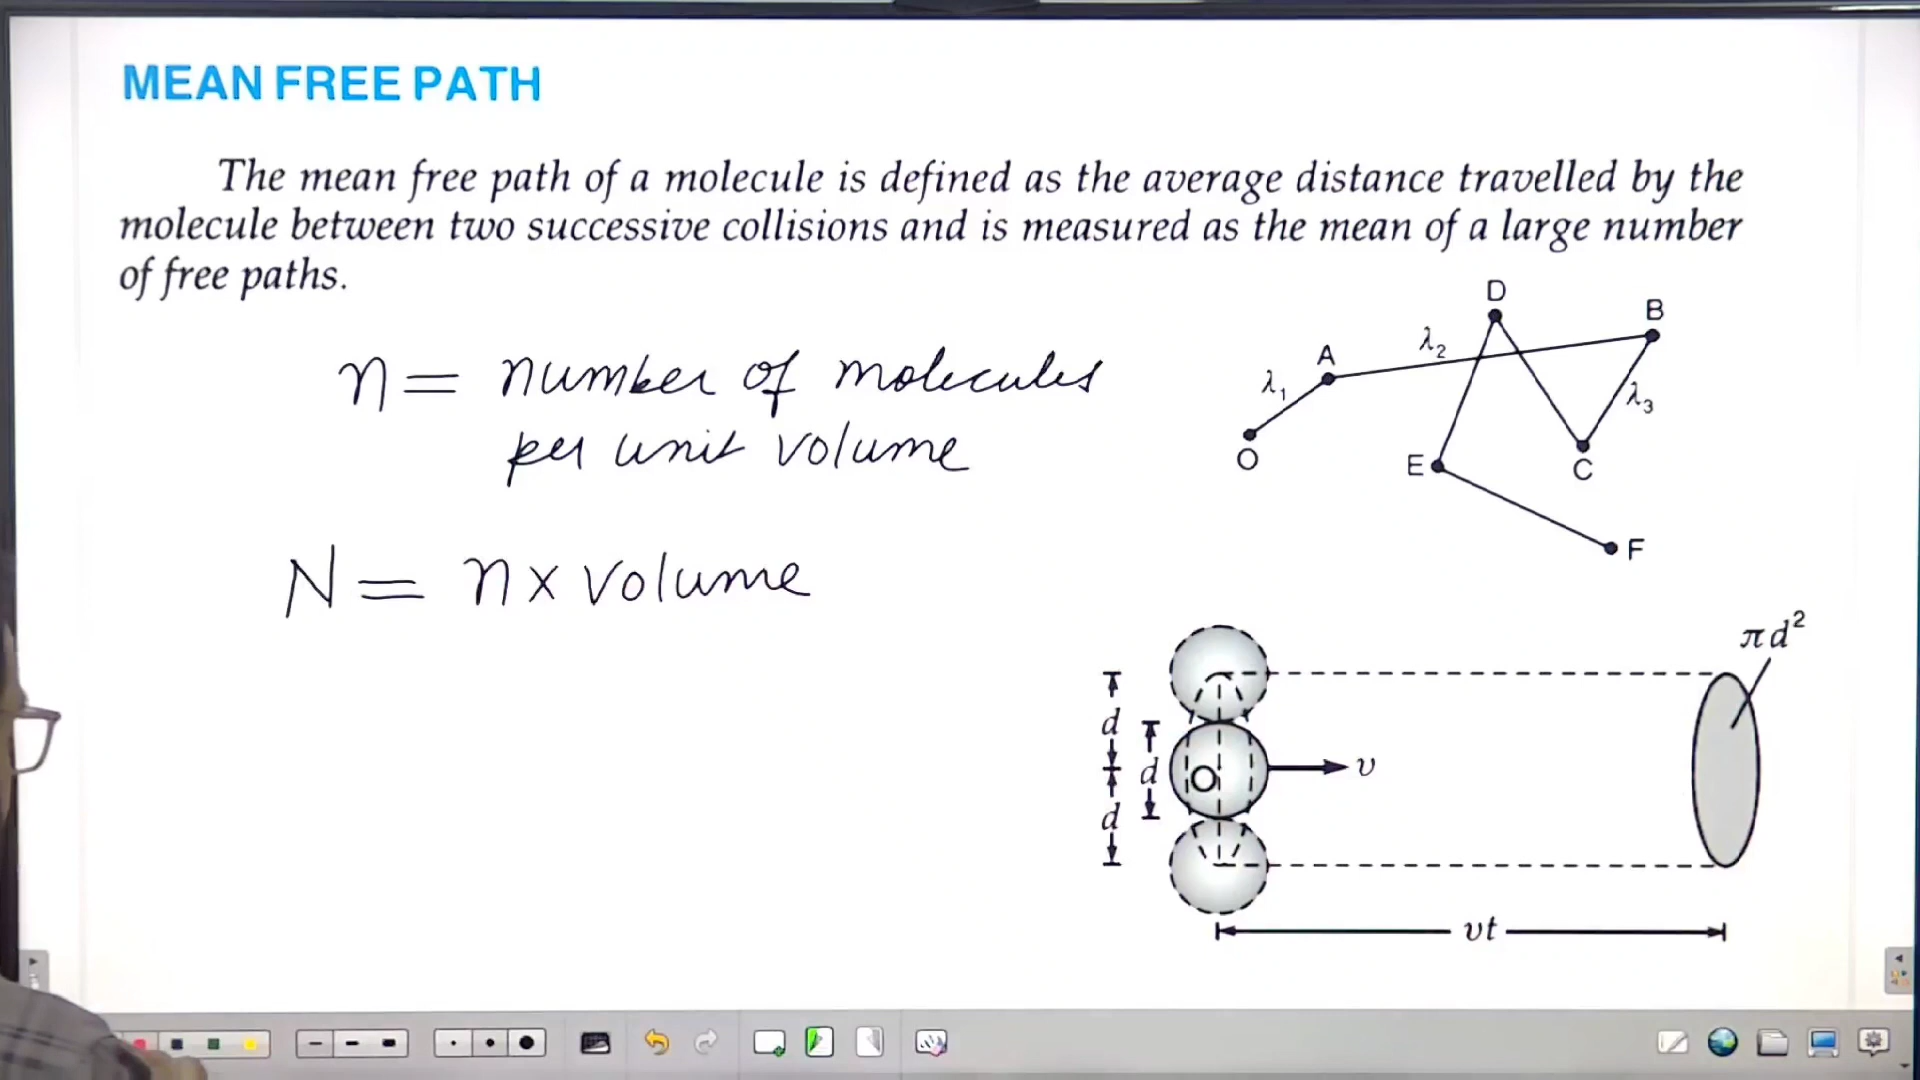 MEAN FREE PATH
The mean free path of a molecule is defined as the average distance travelled by the
molecule between two successive collisions and is measured as the mean of a large number
of free paths.
n = number of molecules
per unit volume
N = n x volume
D
B
A
λ₂
λ₁
λ₃
O
E
C
F
πd²
d
d
d
O
υ
υt